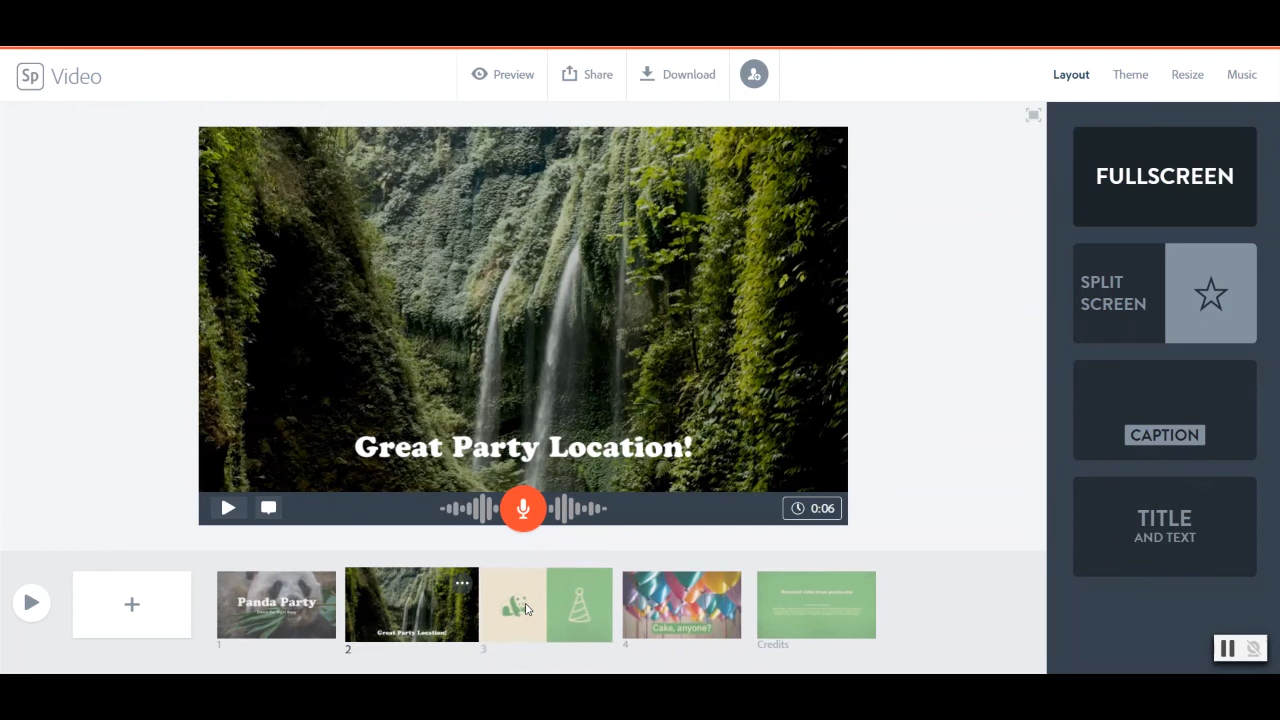 Sp Video
Preview
Share
Download
Layout
Theme
Resize
Music
FULLSCREEN
SPLIT
SCREEN
CAPTION
TITLE
AND TEXT
Great Party Location!
0:06
Panda Party
Great Party Location!
Cake, anyone?
1
2
3
4
Credits